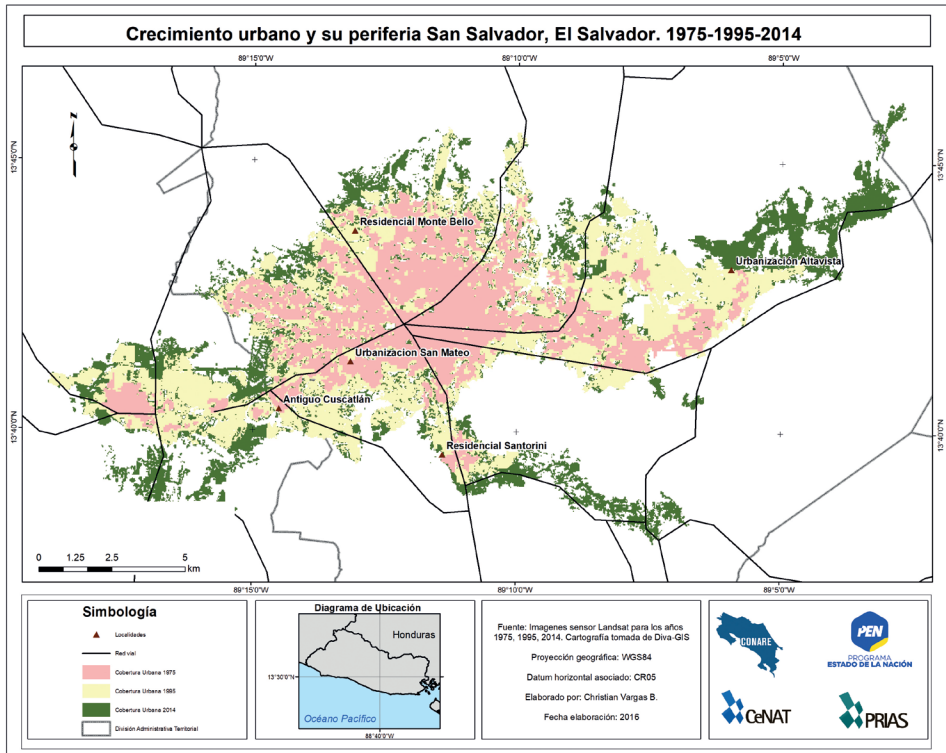 Crecimiento urbano y su periferia San Salvador, El Salvador. 1975-1995-2014
89°15'0"W
89°10'0"W
89°5'0"W
N
13°45'0"N
13°45'0"N
Residencial Monte Bello
Urbanización Altavista
Urbanizacion San Mateo
Antiguo Cuscatlán
13°40'0"N
13°40'0"N
Residencial Santorini
0 1.25 2.5 5
km
89°15'0"W
89°10'0"W
89°5'0"W
Simbología
Localidades
Red vial
Cobertura Urbana 1975
Cobertura Urbana 1995
Cobertura Urbana 2014
División Administrativa Territorial
Diagrama de Ubicación
Honduras
13°30'0"N
Océano Pacífico
88°40'0"W
Fuente: Imagenes sensor Landsat para los años
1975, 1995, 2014. Cartografía tomada de Diva-GIS
Proyección geográfica: WGS84
Datum horizontal asociado: CR05
Elaborado por: Christian Vargas B.
Fecha elaboración: 2016
CONARE
PEN
PROGRAMA
ESTADO DE LA NACIÓN
CeNAT
PRIAS